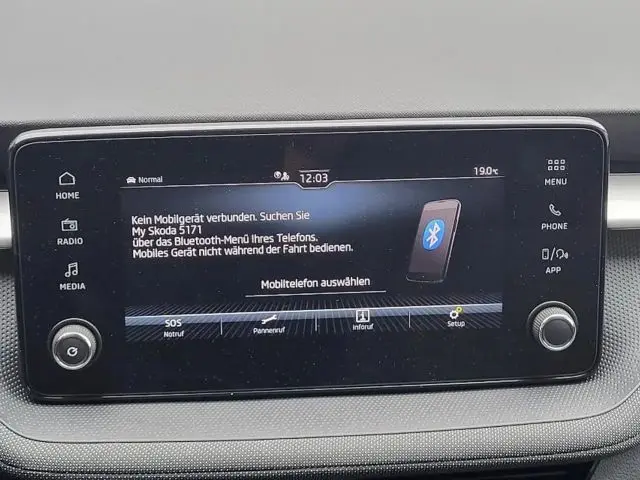 Normal
12:03
19.0°C
HOME
RADIO
MEDIA
MENU
PHONE
APP
Kein Mobilgerät verbunden. Suchen Sie
My Skoda 5171
über das Bluetooth-Menü Ihres Telefons.
Mobiles Gerät nicht während der Fahrt bedienen.
Mobiltelefon auswählen
SOS
Notruf
Pannenruf
Inforuf
Setup